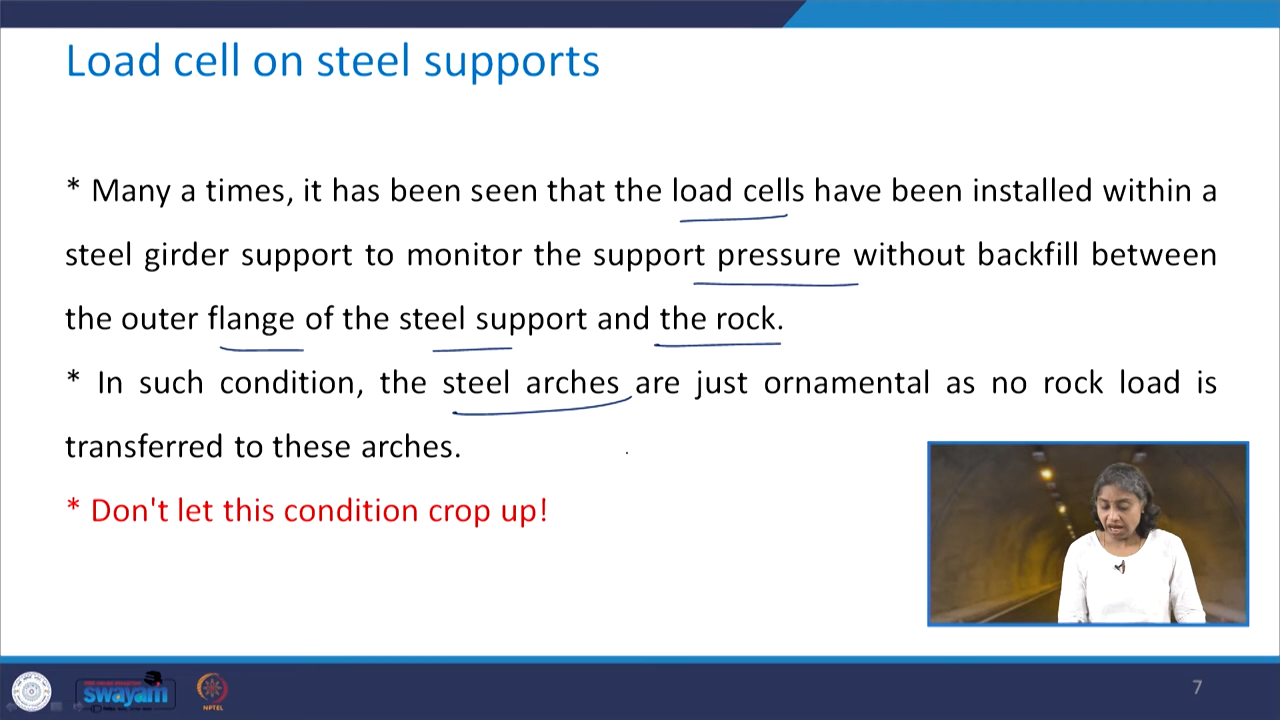 Load cell on steel supports
* Many a times, it has been seen that the load cells have been installed within a
steel girder support to monitor the support pressure without backfill between
the outer flange of the steel support and the rock.
* In such condition, the steel arches are just ornamental as no rock load is
transferred to these arches.
* Don't let this condition crop up!
swayam
NPTEL
7